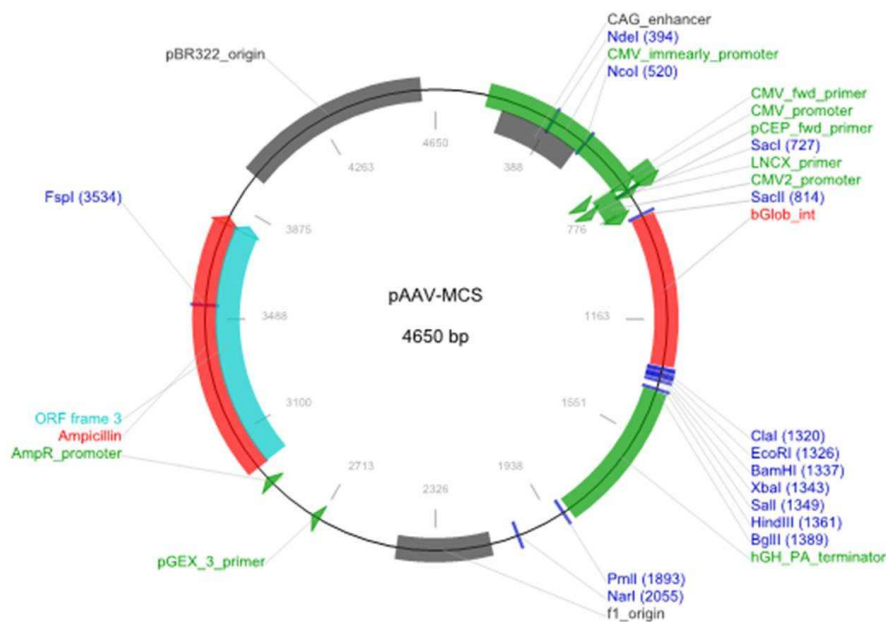 CAG_enhancer
NdeI (394)
CMV_immearly_promoter
NcoI (520)
pBR322_origin
CMV_fwd_primer
CMV_promoter
pCEP_fwd_primer
SacI (727)
LNCX_primer
CMV2_promoter
SacII (814)
bGlob_int
4650
388
4263
FspI (3534)
3875
776
pAAV-MCS
4650 bp
3488
1163
3100
1551
ORF frame 3
Ampicillin
AmpR_promoter
ClaI (1320)
EcoRI (1326)
BamHI (1337)
XbaI (1343)
SalI (1349)
HindIII (1361)
BglII (1389)
hGH_PA_terminator
2713
2326
1938
pGEX_3_primer
PmlI (1893)
NarI (2055)
f1_origin